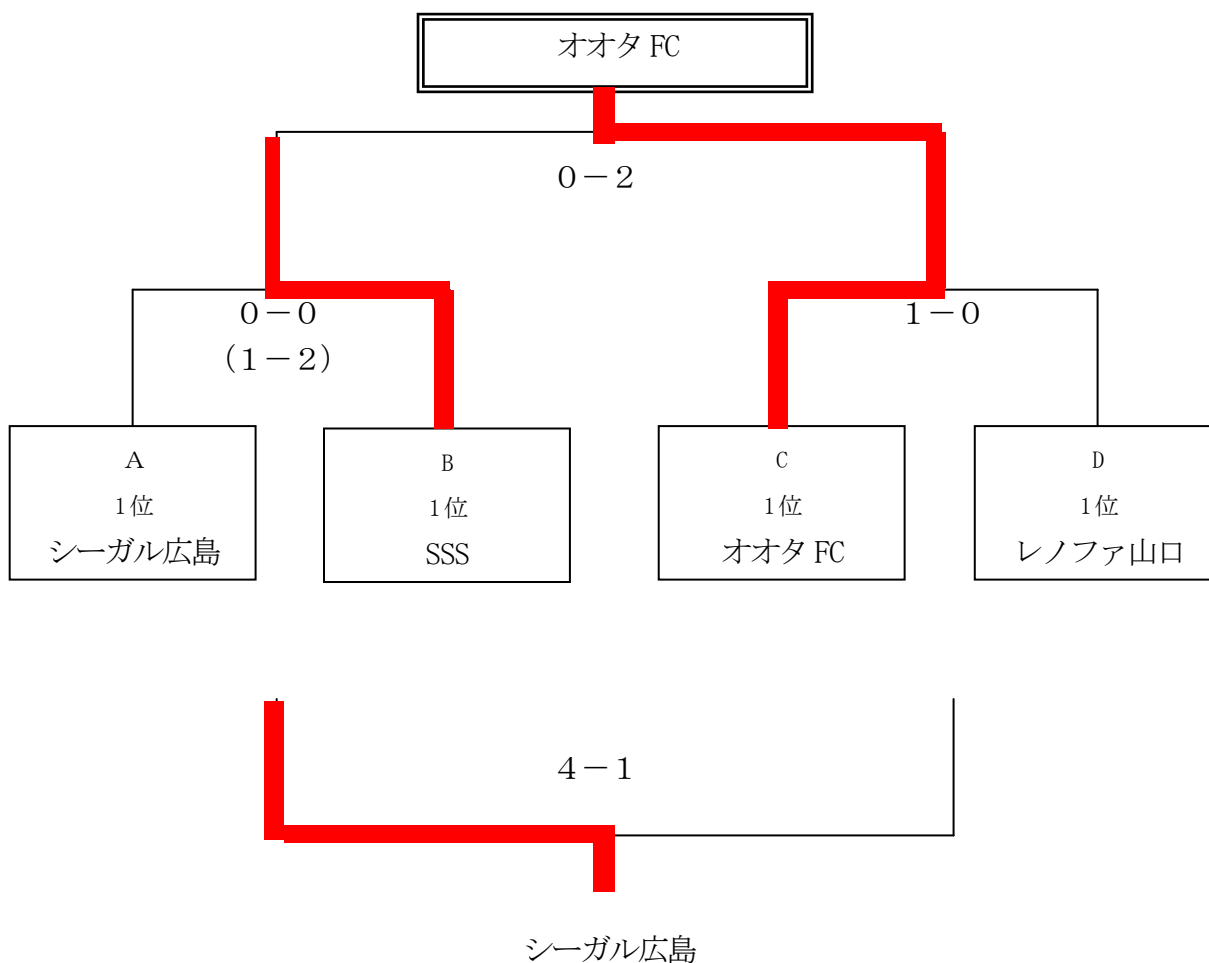 オオタ FC
０－２
０－０
（１－２）
１－０
A
1位
シーガル広島
B
1位
SSS
C
1位
オオタ FC
D
1位
レノファ山口
４－１
シーガル広島